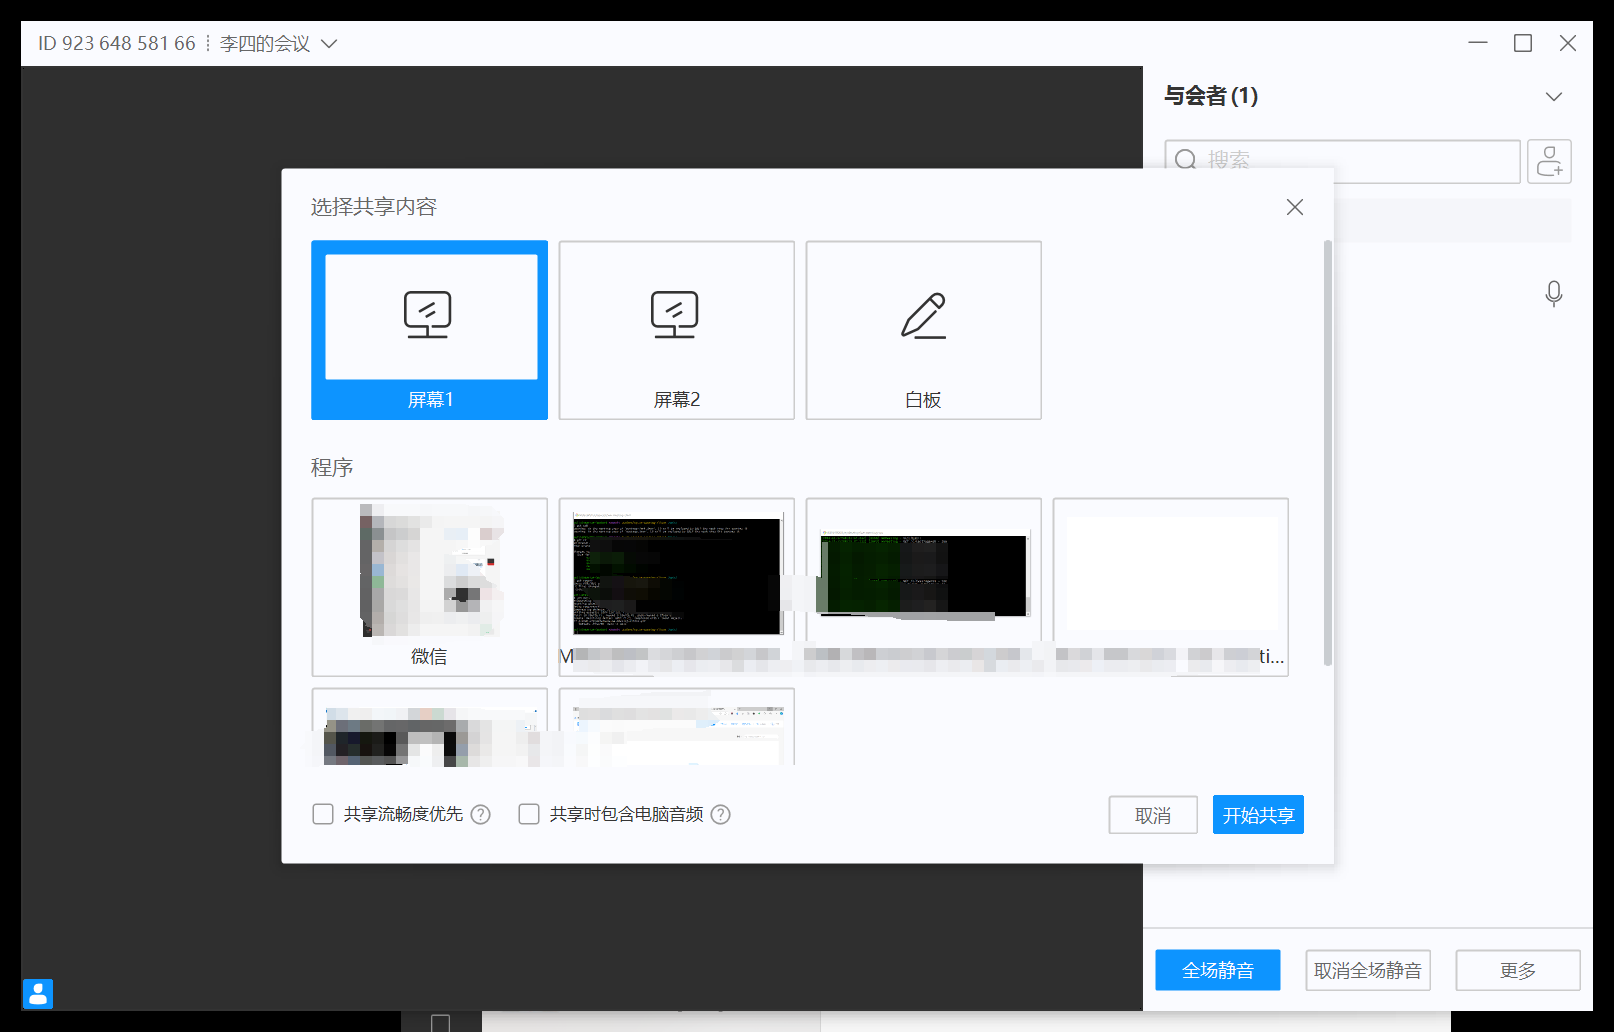 ID 923 648 581 66
李四的会议
与会者 (1)
搜索
选择共享内容
屏幕1
屏幕2
白板
程序
微信
M
ti...
共享流畅度优先 ?
共享时包含电脑音频 ?
取消
开始共享
全场静音
取消全场静音
更多